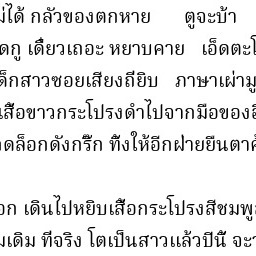 ไม่ได้ กลัวของตกหาย ตูจะบ้า
ดกู เดี๋ยวเถอะ หยาบคาย เอ็ดตะโ
ด็กสาวซอยเสียงถี่ยิบ ภาษาเผ่ามู
เสื้อขาวกระโปรงดำไปจากมือของอี
ดล็อกดังกริ๊ก ทิ้งให้อีกฝ่ายยืนตาค้
อก เดินไปหยิบเสื้อกระโปรงสีชมพู
มเดิม ที่จริง โตเป็นสาวแล้วปีนี้ จะว